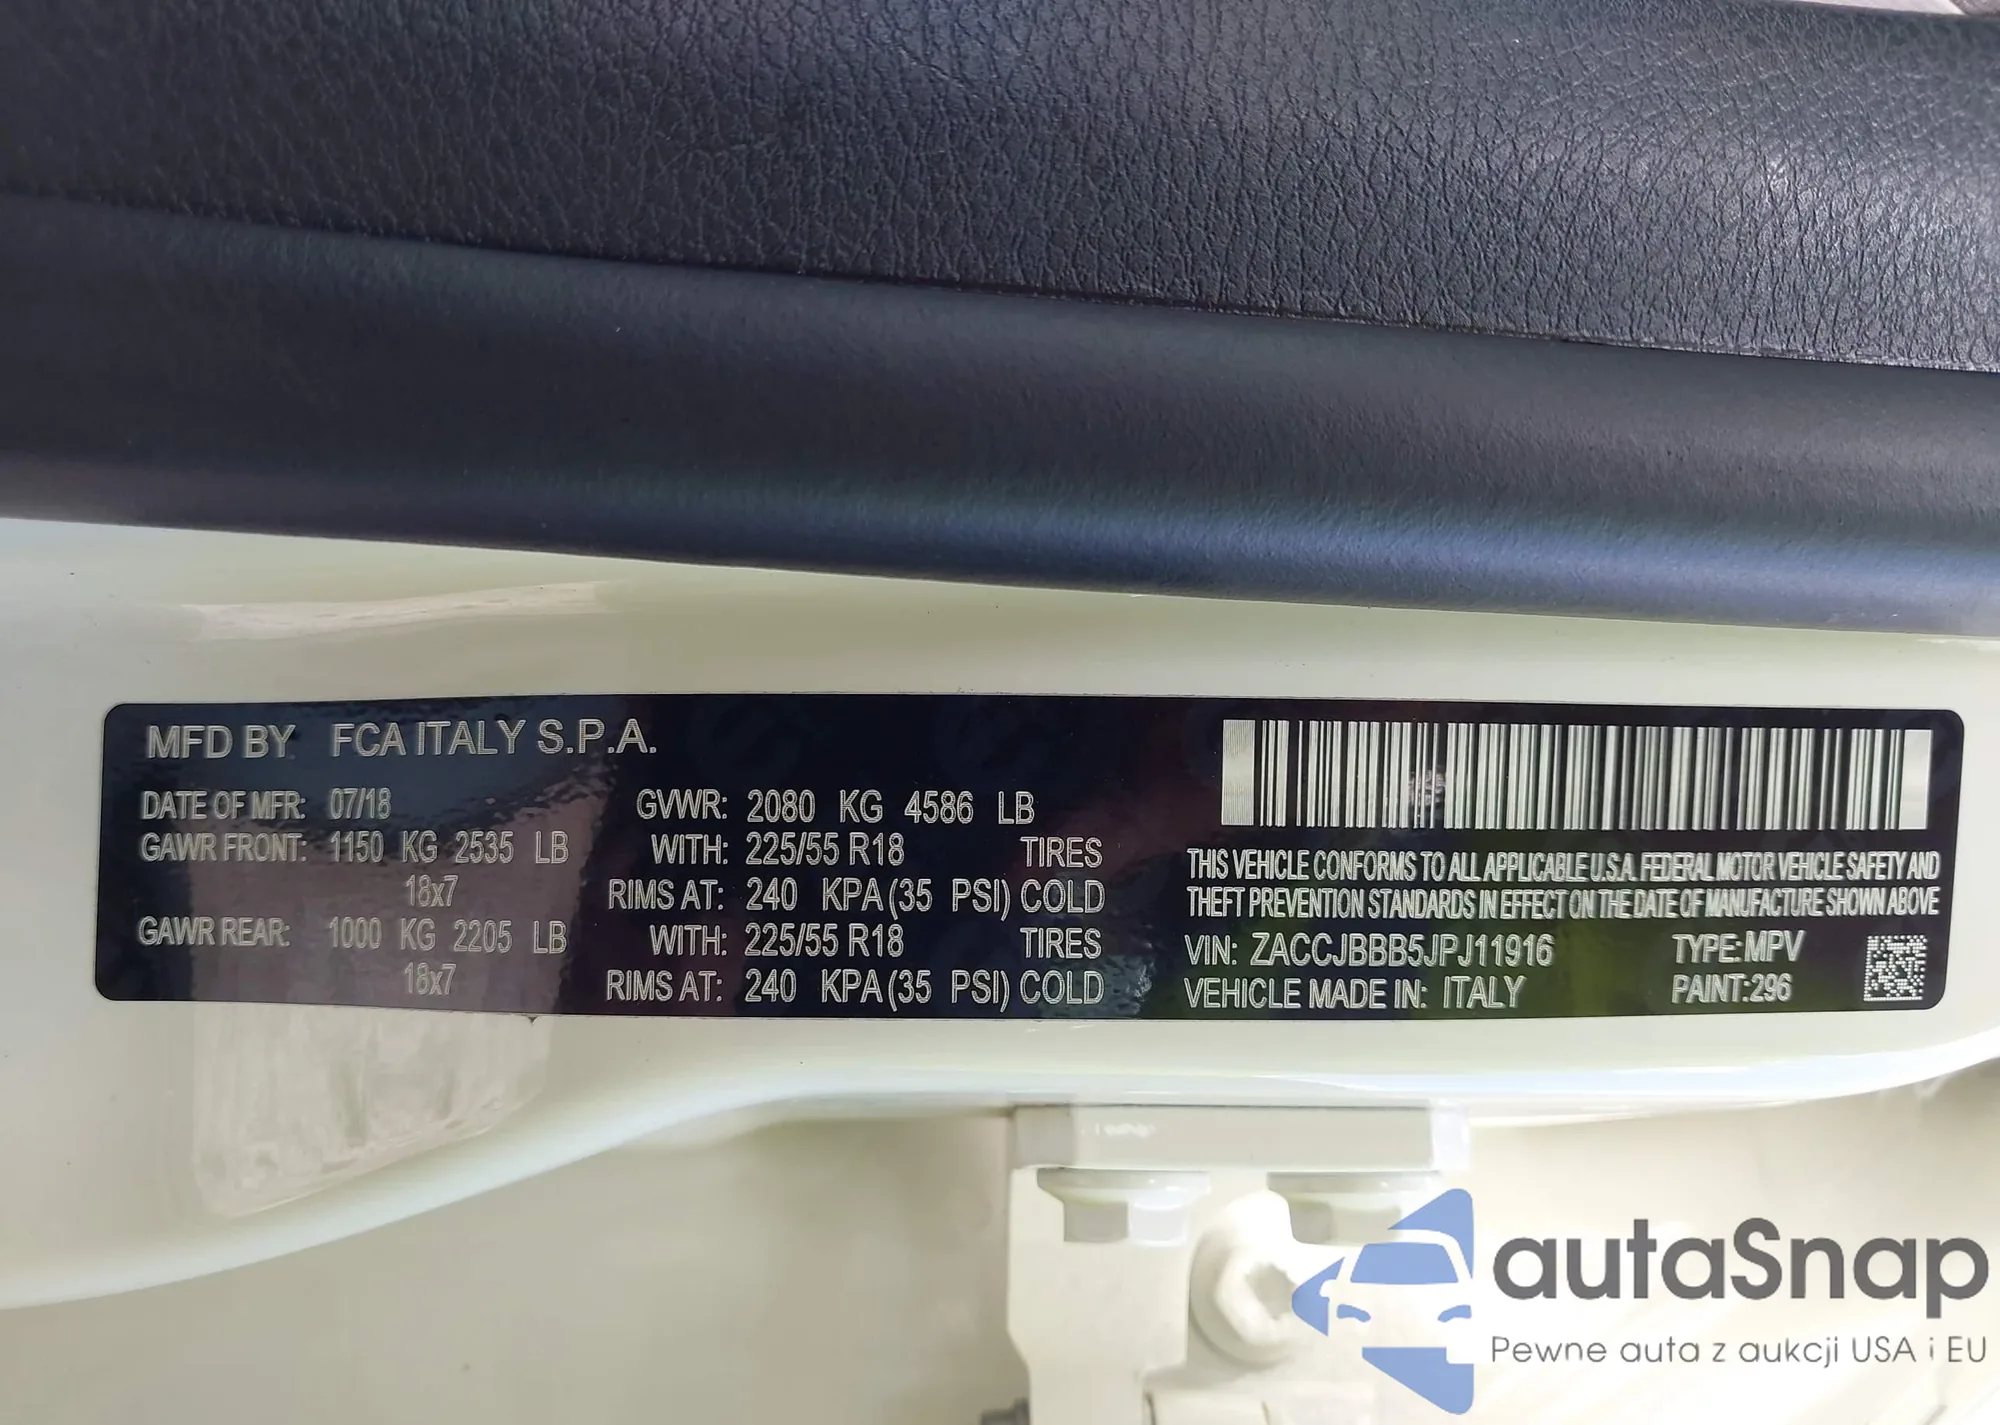 MFD BY FCA ITALY S.P.A.
DATE OF MFR: 07/18 GVWR: 2080 KG 4586 LB
GAWR FRONT: 1150 KG 2535 LB WITH: 225/55 R18 TIRES
18x7 RIMS AT: 240 KPA (35 PSI) COLD
GAWR REAR: 1000 KG 2205 LB WITH: 225/55 R18 TIRES
18x7 RIMS AT: 240 KPA (35 PSI) COLD
THIS VEHICLE CONFORMS TO ALL APPLICABLE U.S.A. FEDERAL MOTOR VEHICLE SAFETY AND
THEFT PREVENTION STANDARDS IN EFFECT ON THE DATE OF MANUFACTURE SHOWN ABOVE
VIN: ZACCJBBB5JPJ11916 TYPE: MPV
VEHICLE MADE IN: ITALY PAINT: 296
autaSnap
Pewne auta z aukcji USA i EU